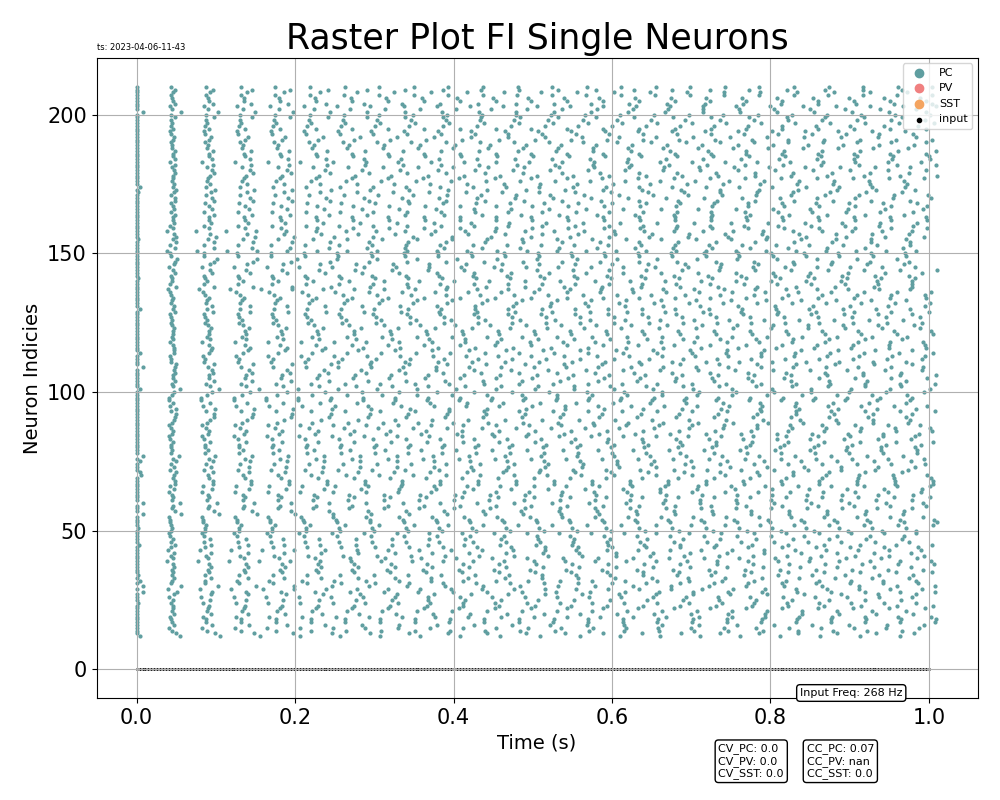 Raster Plot FI Single Neurons
ts: 2023-04-06-11-43
PC
PV
SST
input
200
150
100
50
0
Neuron Indicies
0.0 0.2 0.4 0.6 0.8 1.0
Time (s)
Input Freq: 268 Hz
CV_PC: 0.0
CV_PV: 0.0
CV_SST: 0.0
CC_PC: 0.07
CC_PV: nan
CC_SST: 0.0